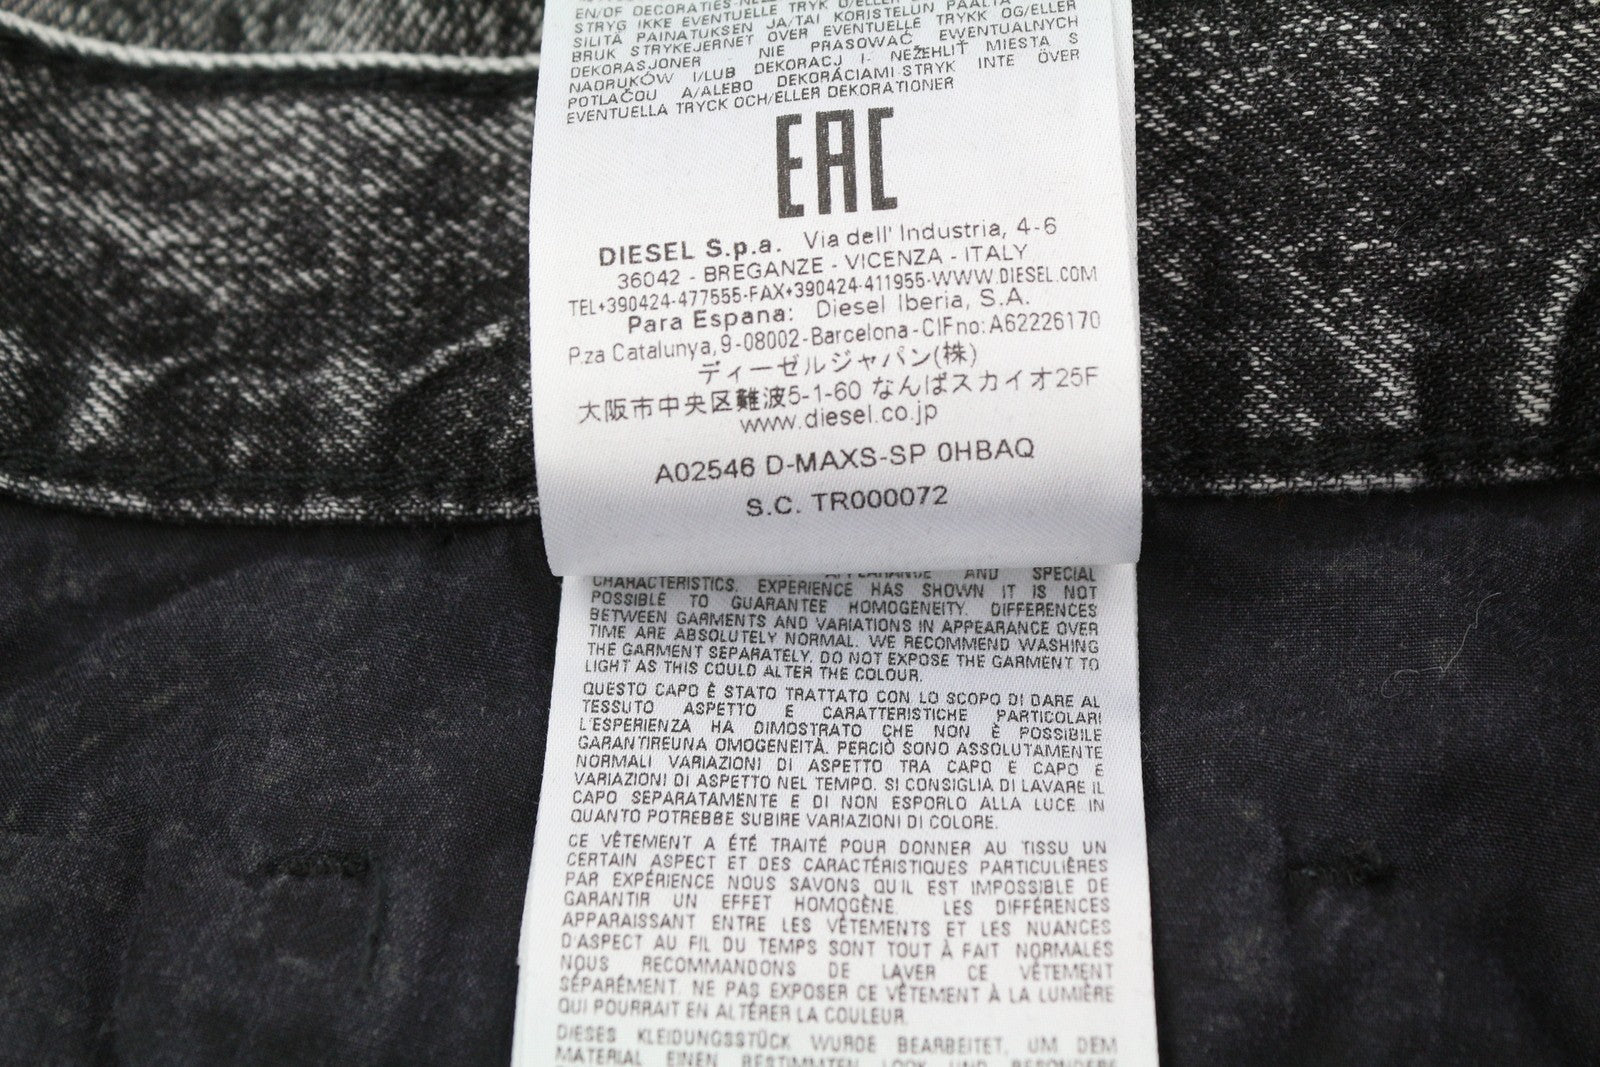 EN/OF DECORATIES-NE
STRYG IKKE EVENTUELLE TRYK O/ELLER
SILITÄ PAINATUKSEN JA/TAI KORISTELUN PÄÄLTÄ
BRUK STRYKEJERNET OVER EVENTUELLE TRYKK OG/ELLER
DEKORASJONER - NIE PRASOWAĆ EWENTUALNYCH
NADRUKÓW I/LUB DEKORACJ I- NEŽEHLIŤ MIESTA S
POTLAČOU A/ALEBO DEKORÁCIAMI-STRYK INTE ÖVER
EVENTUELLA TRYCK OCH/ELLER DEKORATIONER
EAC
DIESEL S.p.a. Via dell' Industria, 4-6
36042 - BREGANZE - VICENZA - ITALY
TEL+390424-477555-FAX+390424-411955-WWW.DIESEL.COM
Para Espana: Diesel Iberia, S.A.
P.za Catalunya, 9-08002-Barcelona-CIFno:A62226170
ディーゼルジャパン(株)
大阪市中央区難波5-1-60 なんばスカイオ25F
www.diesel.co.jp
A02546 D-MAXS-SP 0HBAQ
S.C. TR000072
APPEARANCE AND SPECIAL
CHARACTERISTICS. EXPERIENCE HAS SHOWN IT IS NOT
POSSIBLE TO GUARANTEE HOMOGENEITY. DIFFERENCES
BETWEEN GARMENTS AND VARIATIONS IN APPEARANCE OVER
TIME ARE ABSOLUTELY NORMAL. WE RECOMMEND WASHING
THE GARMENT SEPARATELY. DO NOT EXPOSE THE GARMENT TO
LIGHT AS THIS COULD ALTER THE COLOUR.
QUESTO CAPO È STATO TRATTATO CON LO SCOPO DI DARE AL
TESSUTO ASPETTO E CARATTERISTICHE PARTICOLARI
L'ESPERIENZA HA DIMOSTRATO CHE NON È POSSIBILE
GARANTIREUNA OMOGENEITÀ. PERCIÒ SONO ASSOLUTAMENTE
NORMALI VARIAZIONI DI ASPETTO TRA CAPO E CAPO E
VARIAZIONI DI ASPETTO NEL TEMPO. SI CONSIGLIA DI LAVARE IL
CAPO SEPARATAMENTE E DI NON ESPORLO ALLA LUCE IN
QUANTO POTREBBE SUBIRE VARIAZIONI DI COLORE.
CE VÊTEMENT A ÉTÉ TRAITÉ POUR DONNER AU TISSU UN
CERTAIN ASPECT ET DES CARACTÉRISTIQUES PARTICULIÈRES
PAR EXPÉRIENCE NOUS SAVONS QU'IL EST IMPOSSIBLE DE
GARANTIR UN EFFET HOMOGÈNE. LES DIFFÉRENCES
APPARAISSANT ENTRE LES VÊTEMENTS ET LES NUANCES
D'ASPECT AU FIL DU TEMPS SONT TOUT À FAIT NORMALES
NOUS RECOMMANDONS DE LAVER CE VÊTEMENT
SÉPARÉMENT. NE PAS EXPOSER CE VÊTEMENT À LA LUMIÈRE
QUI POURRAIT EN ALTÉRER LA COULEUR.
DIESES KLEIDUNGSSTÜCK WURDE BEARBEITET, UM DEM
MATERIAL EINEN BESTIMMTEN LOOK UND BESONDERE